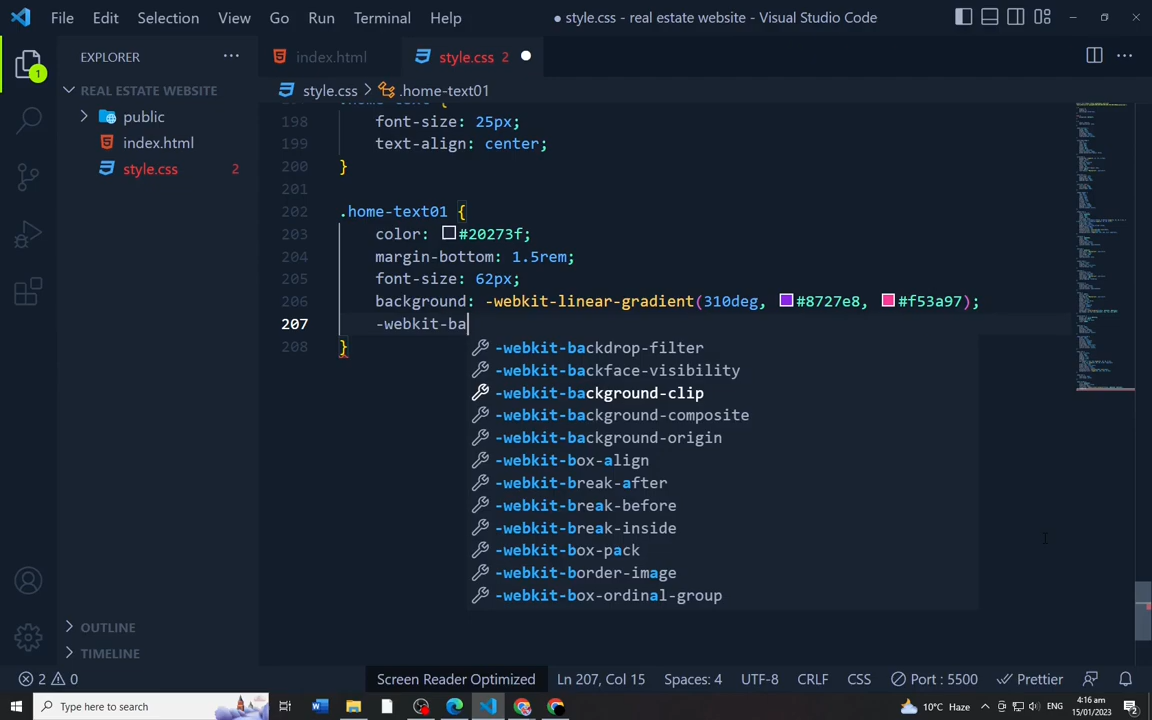 File Edit Selection View Go Run Terminal Help
● style.css - real estate website - Visual Studio Code
EXPLORER
index.html
style.css 2
1
REAL ESTATE WEBSITE
style.css > .home-text01
public
index.html
style.css 2
198 font-size: 25px;
199 text-align: center;
200 }
201
202 .home-text01 {
203 color: #20273f;
204 margin-bottom: 1.5rem;
205 font-size: 62px;
206 background: -webkit-linear-gradient(310deg, #8727e8, #f53a97);
207 -webkit-ba
208 }
-webkit-backdrop-filter
-webkit-backface-visibility
-webkit-background-clip
-webkit-background-composite
-webkit-background-origin
-webkit-box-align
-webkit-break-after
-webkit-break-before
-webkit-break-inside
-webkit-box-pack
-webkit-border-image
-webkit-box-ordinal-group
OUTLINE
TIMELINE
2 0 Screen Reader Optimized Ln 207, Col 15 Spaces: 4 UTF-8 CRLF CSS Port : 5500 Prettier
Type here to search
10°C Haze ENG
4:16 am
15/01/2023
2